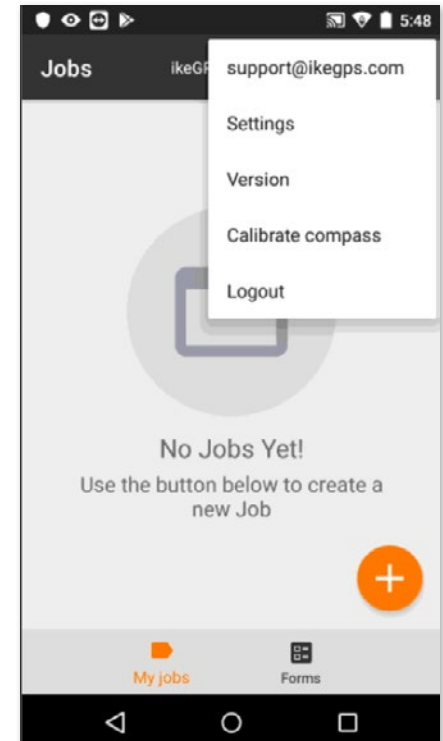 5:48
Jobs
support@ikegps.com
Settings
Version
Calibrate compass
Logout
No Jobs Yet!
Use the button below to create a
new Job
My jobs
Forms